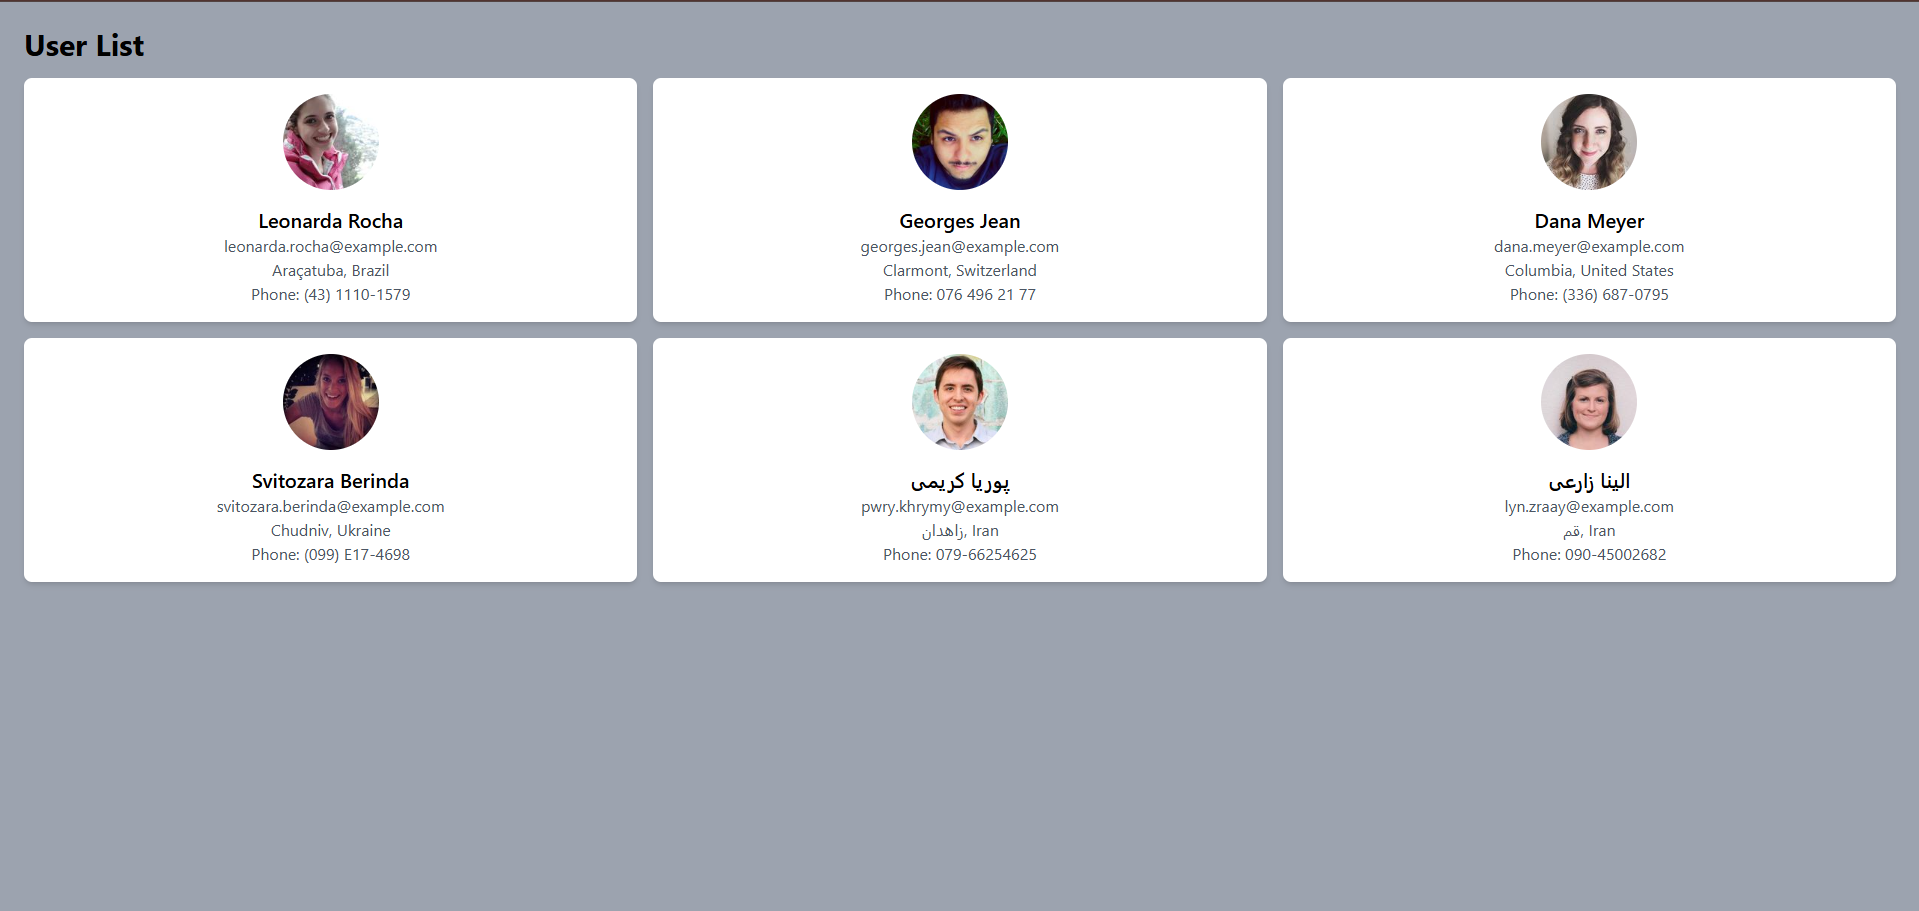 User List
Leonarda Rocha
leonarda.rocha@example.com
Araçatuba, Brazil
Phone: (43) 1110-1579
Georges Jean
georges.jean@example.com
Clarmont, Switzerland
Phone: 076 496 21 77
Dana Meyer
dana.meyer@example.com
Columbia, United States
Phone: (336) 687-0795
Svitozara Berinda
svitozara.berinda@example.com
Chudniv, Ukraine
Phone: (099) E17-4698
پوریا کریمی
pwry.khrymy@example.com
زاهدان, Iran
Phone: 079-66254625
الینا زارعی
lyn.zraay@example.com
قم, Iran
Phone: 090-45002682